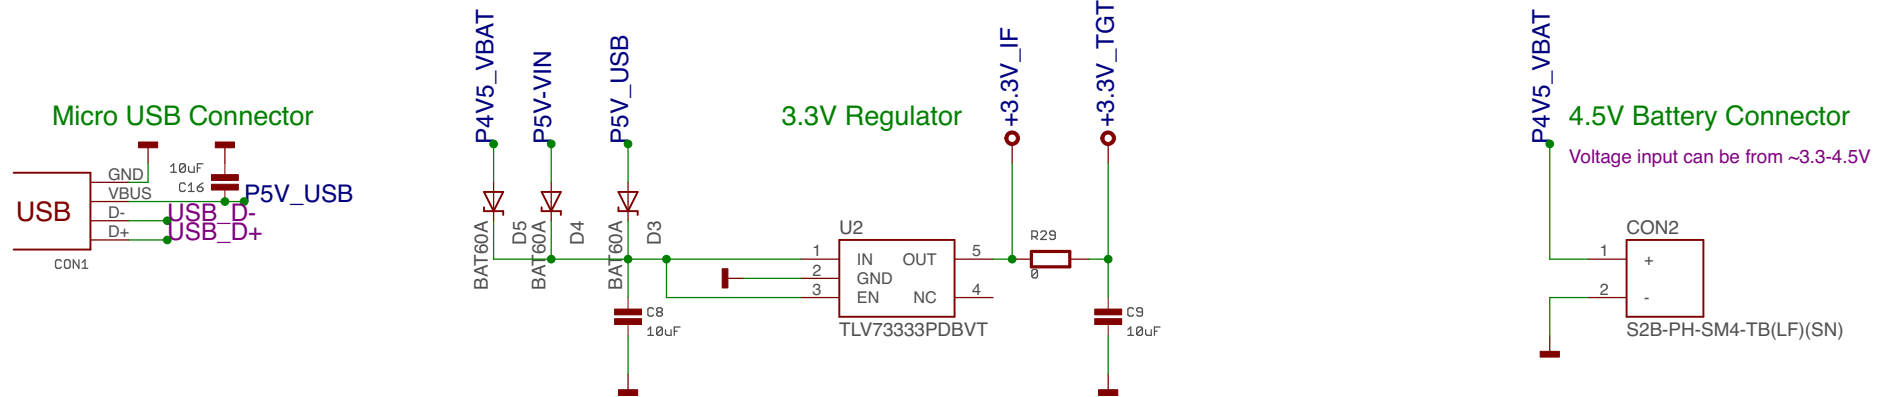 Micro USB Connector
USB
GND
VBUS
D-
D+
10uF
C16
P5V_USB
USB_D-
USB_D+
CON1
P4V5_VBAT
P5V-VIN
P5V_USB
BAT60A
D5
BAT60A
D4
BAT60A
D3
C8
10uF
3.3V Regulator
U2
1
IN
OUT
5
2
GND
3
EN
NC
4
TLV73333PDBVT
+3.3V_IF
+3.3V_TGT
R29
0
C9
10uF
P4V5_VBAT
4.5V Battery Connector
Voltage input can be from ~3.3-4.5V
CON2
1
+
2
-
S2B-PH-SM4-TB(LF)(SN)